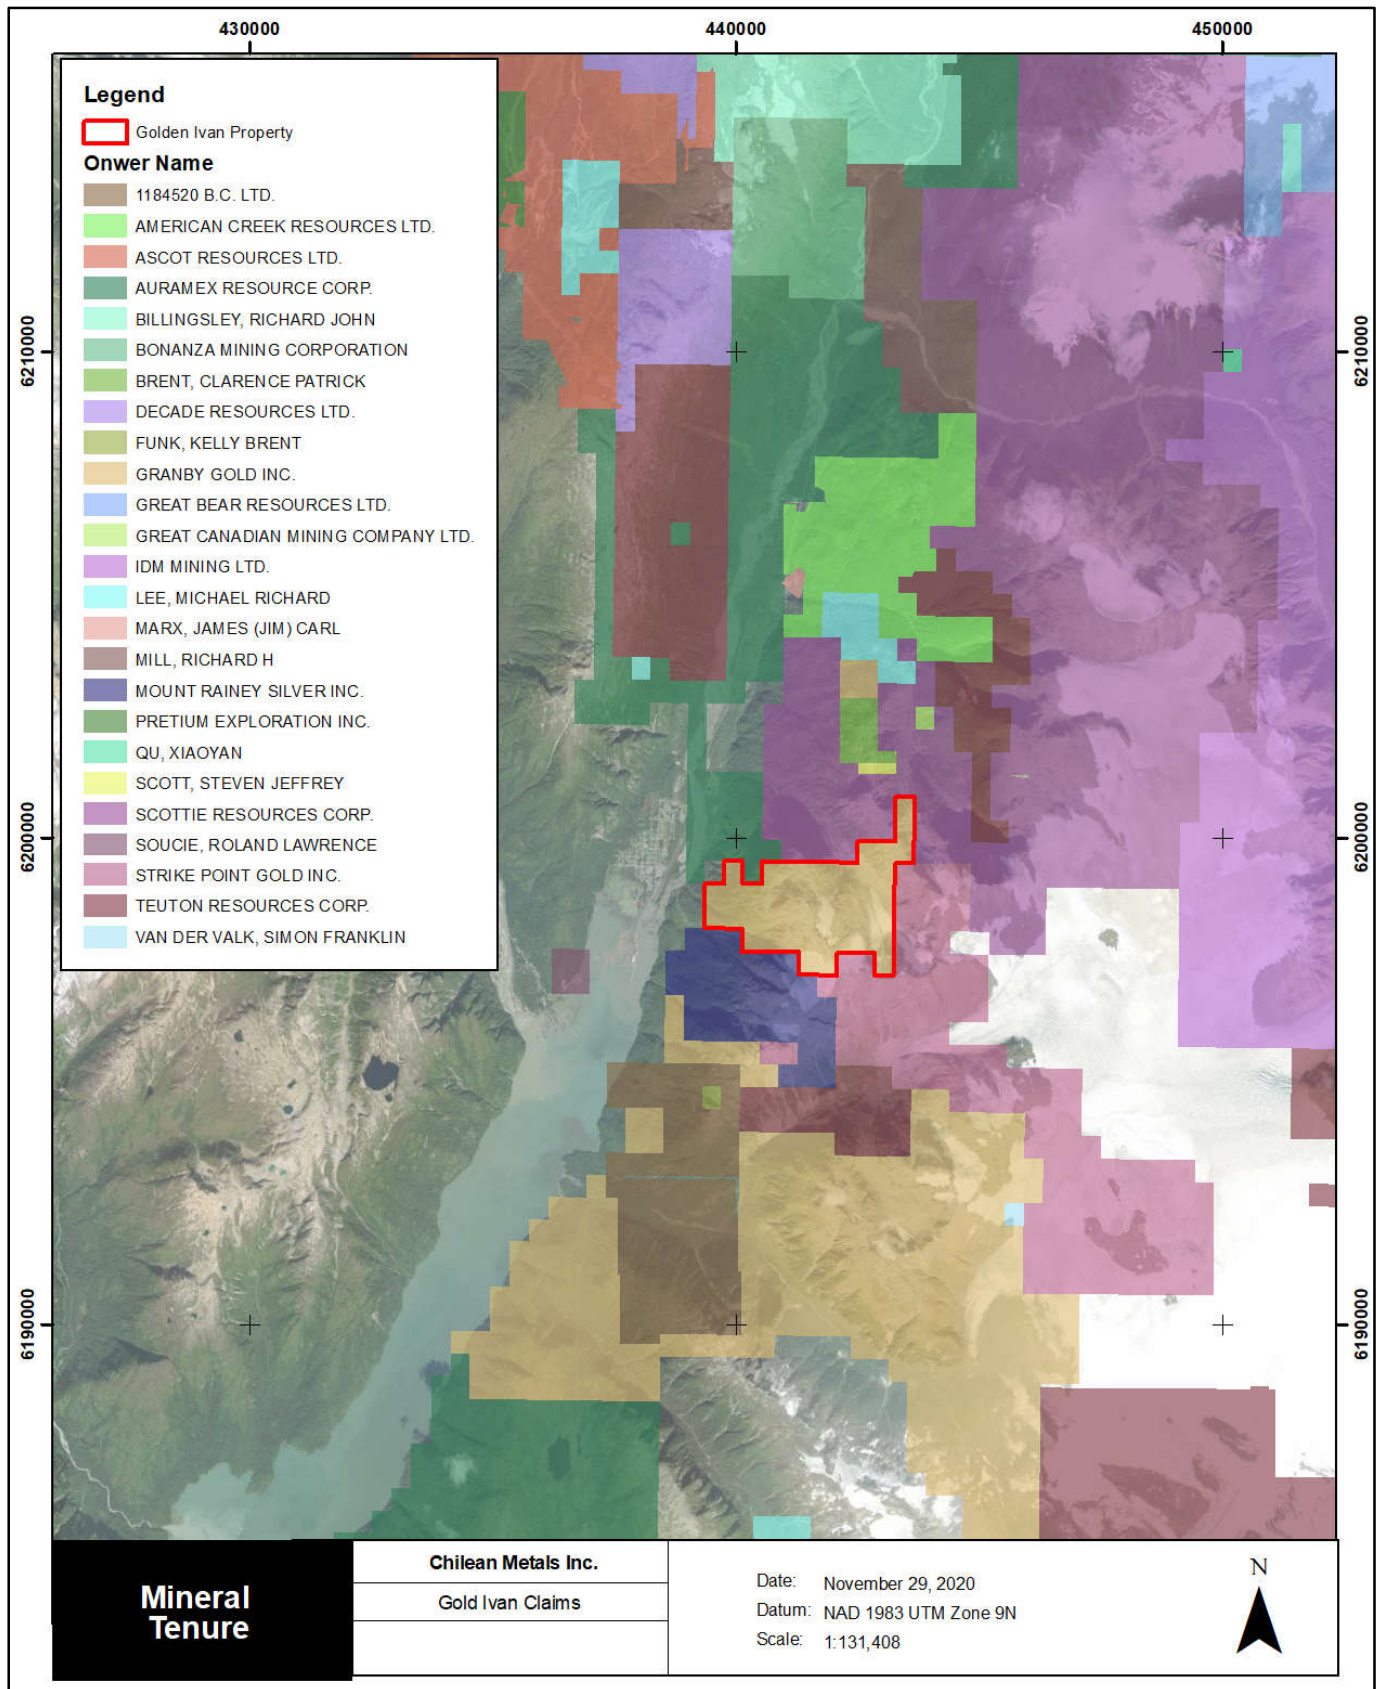 430000
440000
450000
Legend
Golden Ivan Property
Onwer Name
1184520 B.C. LTD.
AMERICAN CREEK RESOURCES LTD.
ASCOT RESOURCES LTD.
AURAMEX RESOURCE CORP.
BILLINGSLEY, RICHARD JOHN
BONANZA MINING CORPORATION
BRENT, CLARENCE PATRICK
DECADE RESOURCES LTD.
FUNK, KELLY BRENT
GRANBY GOLD INC.
GREAT BEAR RESOURCES LTD.
GREAT CANADIAN MINING COMPANY LTD.
IDM MINING LTD.
LEE, MICHAEL RICHARD
MARX, JAMES (JIM) CARL
MILL, RICHARD H
MOUNT RAINEY SILVER INC.
PRETIUM EXPLORATION INC.
QU, XIAOYAN
SCOTT, STEVEN JEFFREY
SCOTTIE RESOURCES CORP.
SOUCIE, ROLAND LAWRENCE
STRIKE POINT GOLD INC.
TEUTON RESOURCES CORP.
VAN DER VALK, SIMON FRANKLIN
6210000
6200000
6190000
6210000
6200000
6190000
Mineral
Tenure
Chilean Metals Inc.
Gold Ivan Claims
Date: November 29, 2020
Datum: NAD 1983 UTM Zone 9N
Scale: 1:131,408
N